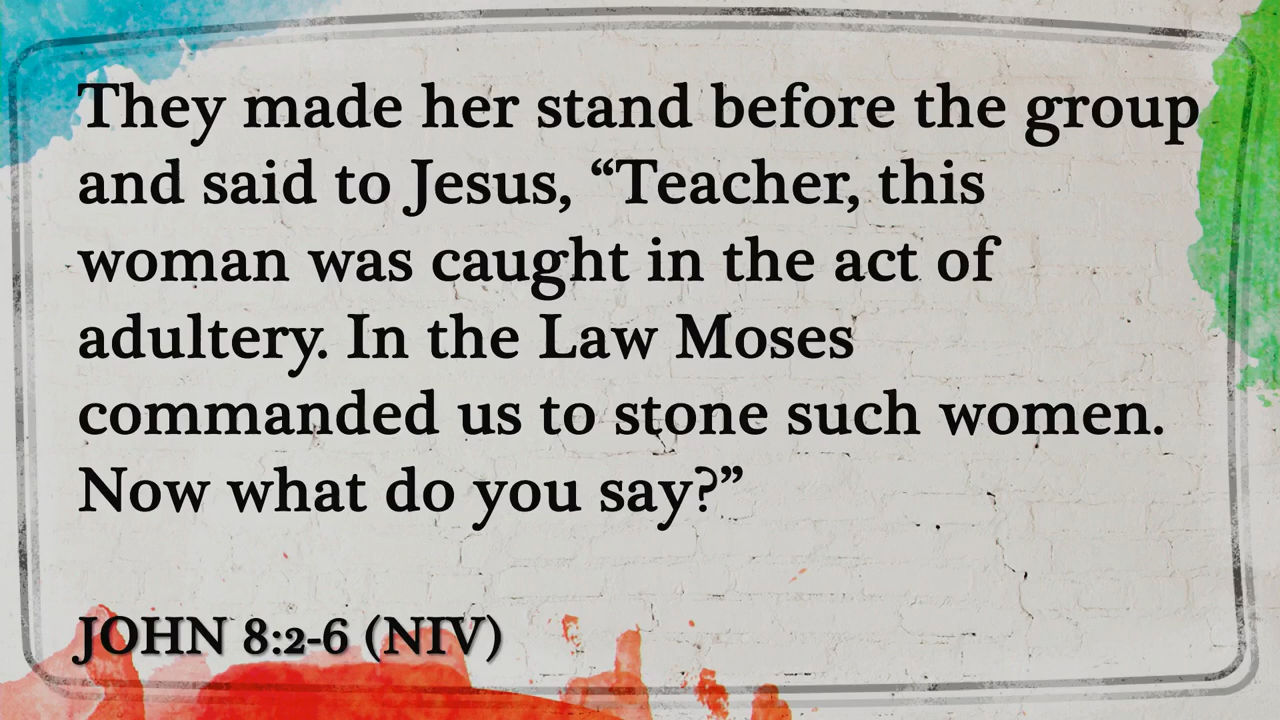 They made her stand before the group
and said to Jesus, “Teacher, this
woman was caught in the act of
adultery. In the Law Moses
commanded us to stone such women.
Now what do you say?”
JOHN 8:2-6 (NIV)